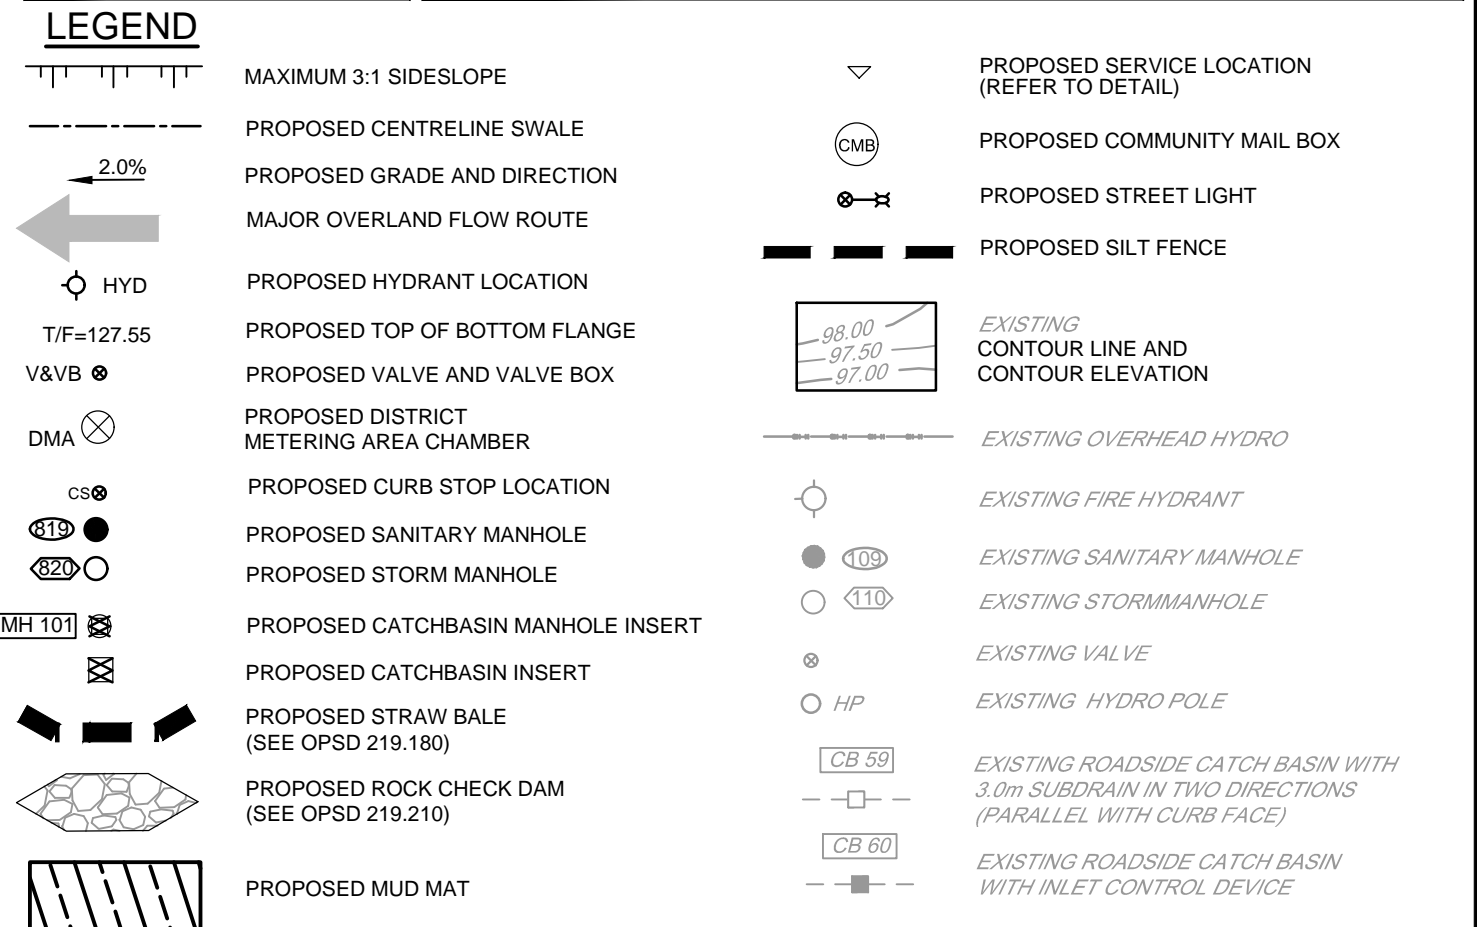 LEGEND
MAXIMUM 3:1 SIDESLOPE
PROPOSED CENTRELINE SWALE
2.0%
PROPOSED GRADE AND DIRECTION
MAJOR OVERLAND FLOW ROUTE
HYD
PROPOSED HYDRANT LOCATION
T/F=127.55
PROPOSED TOP OF BOTTOM FLANGE
V&VB
PROPOSED VALVE AND VALVE BOX
DMA
PROPOSED DISTRICT
METERING AREA CHAMBER
CS
PROPOSED CURB STOP LOCATION
819
PROPOSED SANITARY MANHOLE
820
PROPOSED STORM MANHOLE
MH 101
PROPOSED CATCHBASIN MANHOLE INSERT
PROPOSED CATCHBASIN INSERT
PROPOSED STRAW BALE
(SEE OPSD 219.180)
PROPOSED ROCK CHECK DAM
(SEE OPSD 219.210)
PROPOSED MUD MAT
PROPOSED SERVICE LOCATION
(REFER TO DETAIL)
CMB
PROPOSED COMMUNITY MAIL BOX
PROPOSED STREET LIGHT
PROPOSED SILT FENCE
98.00
97.50
97.00
EXISTING
CONTOUR LINE AND
CONTOUR ELEVATION
EXISTING OVERHEAD HYDRO
EXISTING FIRE HYDRANT
109
EXISTING SANITARY MANHOLE
110
EXISTING STORMMANHOLE
EXISTING VALVE
HP
EXISTING HYDRO POLE
CB 59
EXISTING ROADSIDE CATCH BASIN WITH
3.0m SUBDRAIN IN TWO DIRECTIONS
(PARALLEL WITH CURB FACE)
CB 60
EXISTING ROADSIDE CATCH BASIN
WITH INLET CONTROL DEVICE